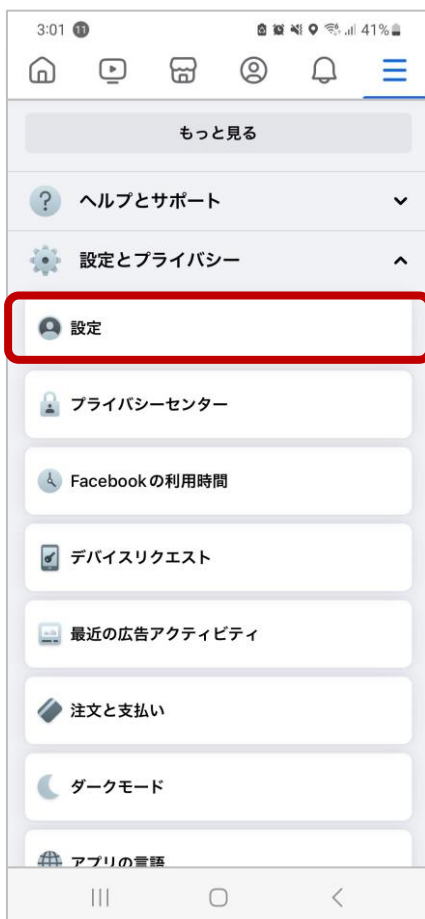 3:01 11 41%
もっと見る
ヘルプとサポート
設定とプライバシー
設定
プライバシーセンター
Facebookの利用時間
デバイスリクエスト
最近の広告アクティビティ
注文と支払い
ダークモード
アプリの言語